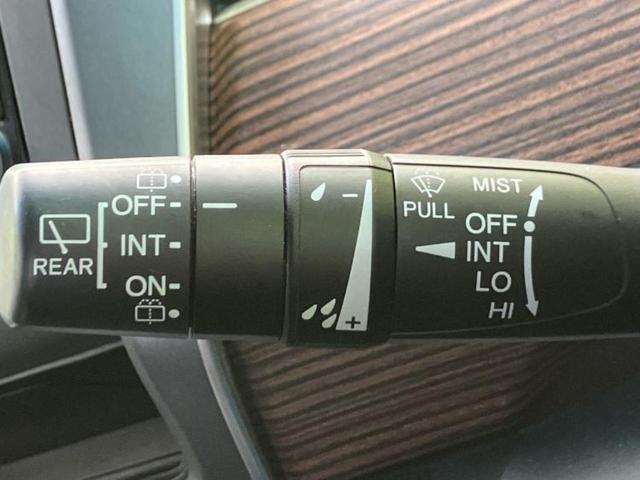 REAR
OFF
INT
ON
−
+
PULL
MIST
OFF
INT
LO
HI